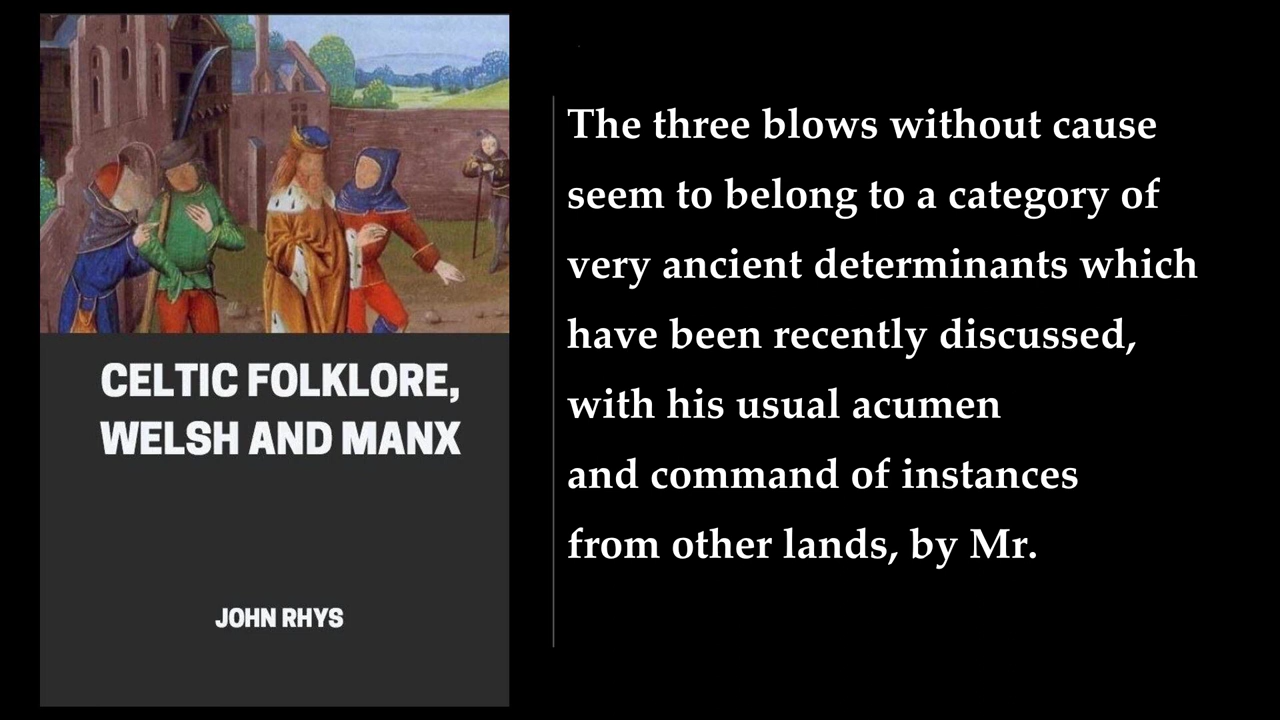 CELTIC FOLKLORE,
WELSH AND MANX
JOHN RHYS
The three blows without cause
seem to belong to a category of
very ancient determinants which
have been recently discussed,
with his usual acumen
and command of instances
from other lands, by Mr.